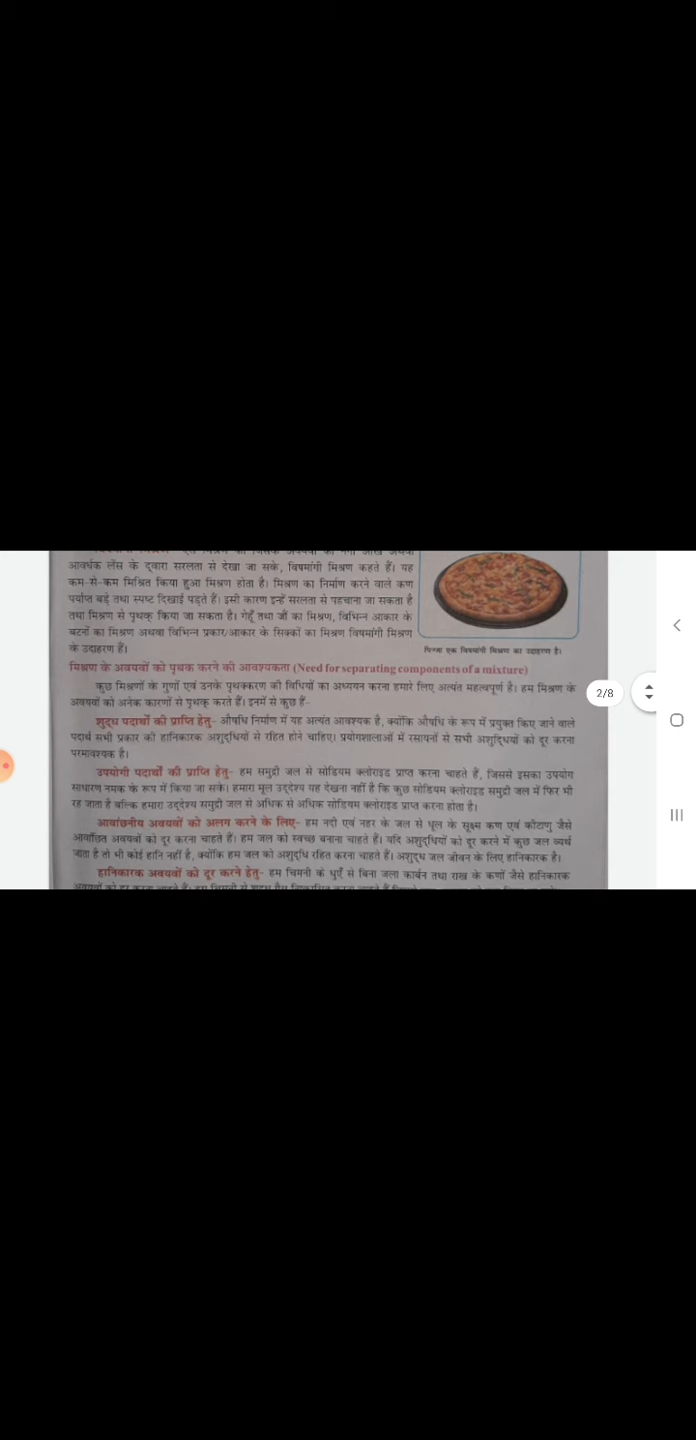 आवर्धक लेंस के द्वारा सरलता से देखा जा सके, विषमांगी मिश्रण कहते हैं। यह
कम-से-कम मिश्रित किया हुआ मिश्रण होता है। मिश्रण का निर्माण करने वाले कण
पर्याप्त बड़े तथा स्पष्ट दिखाई पड़ते हैं। इसी कारण इन्हें सरलता से पहचाना जा सकता है
तथा मिश्रण से पृथक् किया जा सकता है। गेहूँ तथा जौ का मिश्रण, विभिन्न आकार के
बटनों का मिश्रण अथवा विभिन्न प्रकार/आकार के सिक्कों का मिश्रण विषमांगी मिश्रण
के उदाहरण हैं।
पिज्जा एक विषमांगी मिश्रण का उदाहरण है।
मिश्रण के अवयवों को पृथक करने की आवश्यकता (Need for separating components of a mixture)
कुछ मिश्रणों के गुणों एवं उनके पृथक्करण की विधियों का अध्ययन करना हमारे लिए अत्यंत महत्वपूर्ण है। हम मिश्रण के
अवयवों को अनेक कारणों से पृथक् करते हैं। इनमें से कुछ हैं-
2/8
शुद्ध पदार्थों की प्राप्ति हेतु- औषधि निर्माण में यह अत्यंत आवश्यक है, क्योंकि औषधि के रूप में प्रयुक्त किए जाने वाले
पदार्थ सभी प्रकार की हानिकारक अशुद्धियों से रहित होने चाहिए। प्रयोगशालाओं में रसायनों से सभी अशुद्धियों को दूर करना
परमावश्यक है।
उपयोगी पदार्थों की प्राप्ति हेतु- हम समुद्री जल से सोडियम क्लोराइड प्राप्त करना चाहते हैं, जिससे इसका उपयोग
साधारण नमक के रूप में किया जा सके। हमारा मूल उद्देश्य यह देखना नहीं है कि कुछ सोडियम क्लोराइड समुद्री जल में फिर भी
रह जाता है बल्कि हमारा उद्देश्य समुद्री जल से अधिक से अधिक सोडियम क्लोराइड प्राप्त करना होता है।
आवांछनीय अवयवों को अलग करने के लिए- हम नदी एवं नहर के जल से धूल के सूक्ष्म कण एवं कीटाणु जैसे
आवांछित अवयवों को दूर करना चाहते हैं। हम जल को स्वच्छ बनाना चाहते हैं। यदि अशुद्धियों को दूर करने में कुछ जल व्यर्थ
जाता है तो भी कोई हानि नहीं है, क्योंकि हम जल को अशुद्धि रहित करना चाहते हैं। अशुद्ध जल जीवन के लिए हानिकारक है।
हानिकारक अवयवों को दूर करने हेतु- हम चिमनी के धुएँ से बिना जला कार्बन तथा राख के कणों जैसे हानिकारक